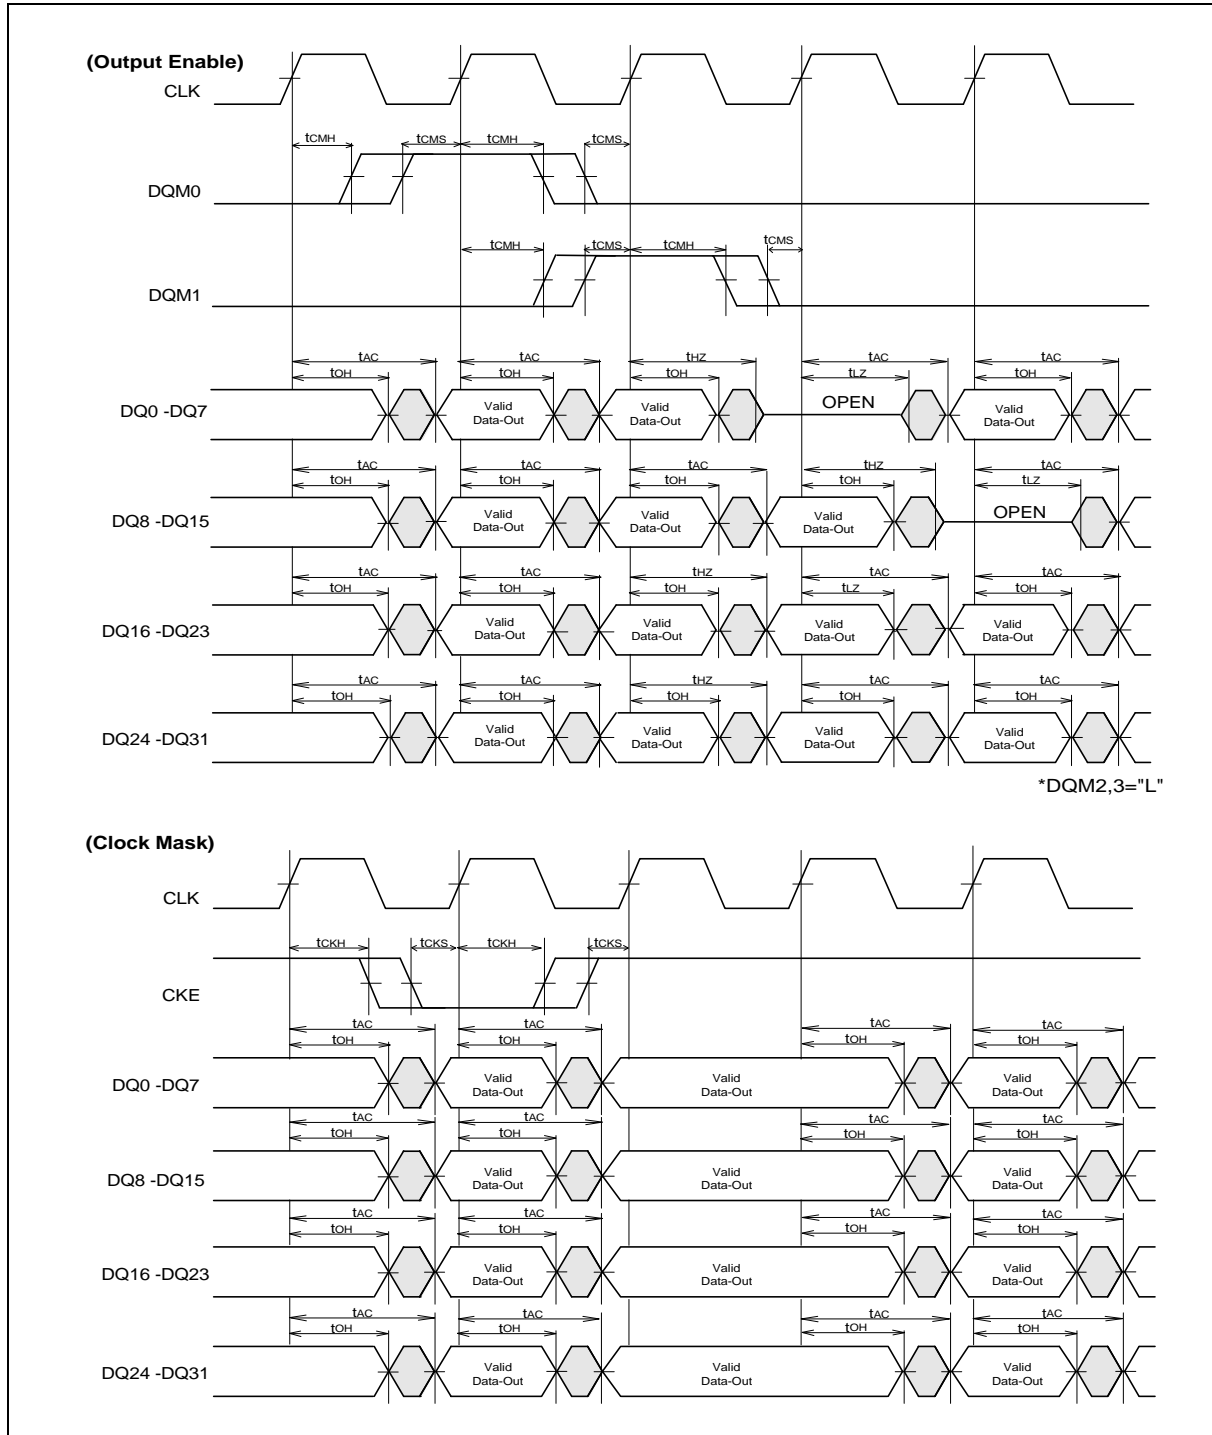 (Output Enable)
CLK
tCMH tCMS tCMH tCMS
DQM0
tCMH tCMS tCMH tCMS
DQM1
tAC tAC tHZ tAC tAC
tOH tOH tOH tLZ tOH
DQ0 -DQ7 Valid Data-Out Valid Data-Out OPEN Valid Data-Out
tAC tAC tAC tHZ tAC
tOH tOH tOH tOH tLZ
DQ8 -DQ15 Valid Data-Out Valid Data-Out Valid Data-Out OPEN
tAC tAC tHZ tAC tAC
tOH tOH tOH tLZ tOH
DQ16 -DQ23 Valid Data-Out Valid Data-Out Valid Data-Out Valid Data-Out
tAC tAC tHZ tAC tAC
tOH tOH tOH tOH tOH
DQ24 -DQ31 Valid Data-Out Valid Data-Out Valid Data-Out Valid Data-Out
*DQM2,3="L"
(Clock Mask)
CLK
tCKH tCKS tCKH tCKS
CKE
tAC tAC tAC tAC
tOH tOH tOH tOH
DQ0 -DQ7 Valid Data-Out Valid Data-Out Valid Data-Out
tAC tAC tAC tAC
tOH tOH tOH tOH
DQ8 -DQ15 Valid Data-Out Valid Data-Out Valid Data-Out
tAC tAC tAC tAC
tOH tOH tOH tOH
DQ16 -DQ23 Valid Data-Out Valid Data-Out Valid Data-Out
tAC tAC tAC tAC
tOH tOH tOH tOH
DQ24 -DQ31 Valid Data-Out Valid Data-Out Valid Data-Out